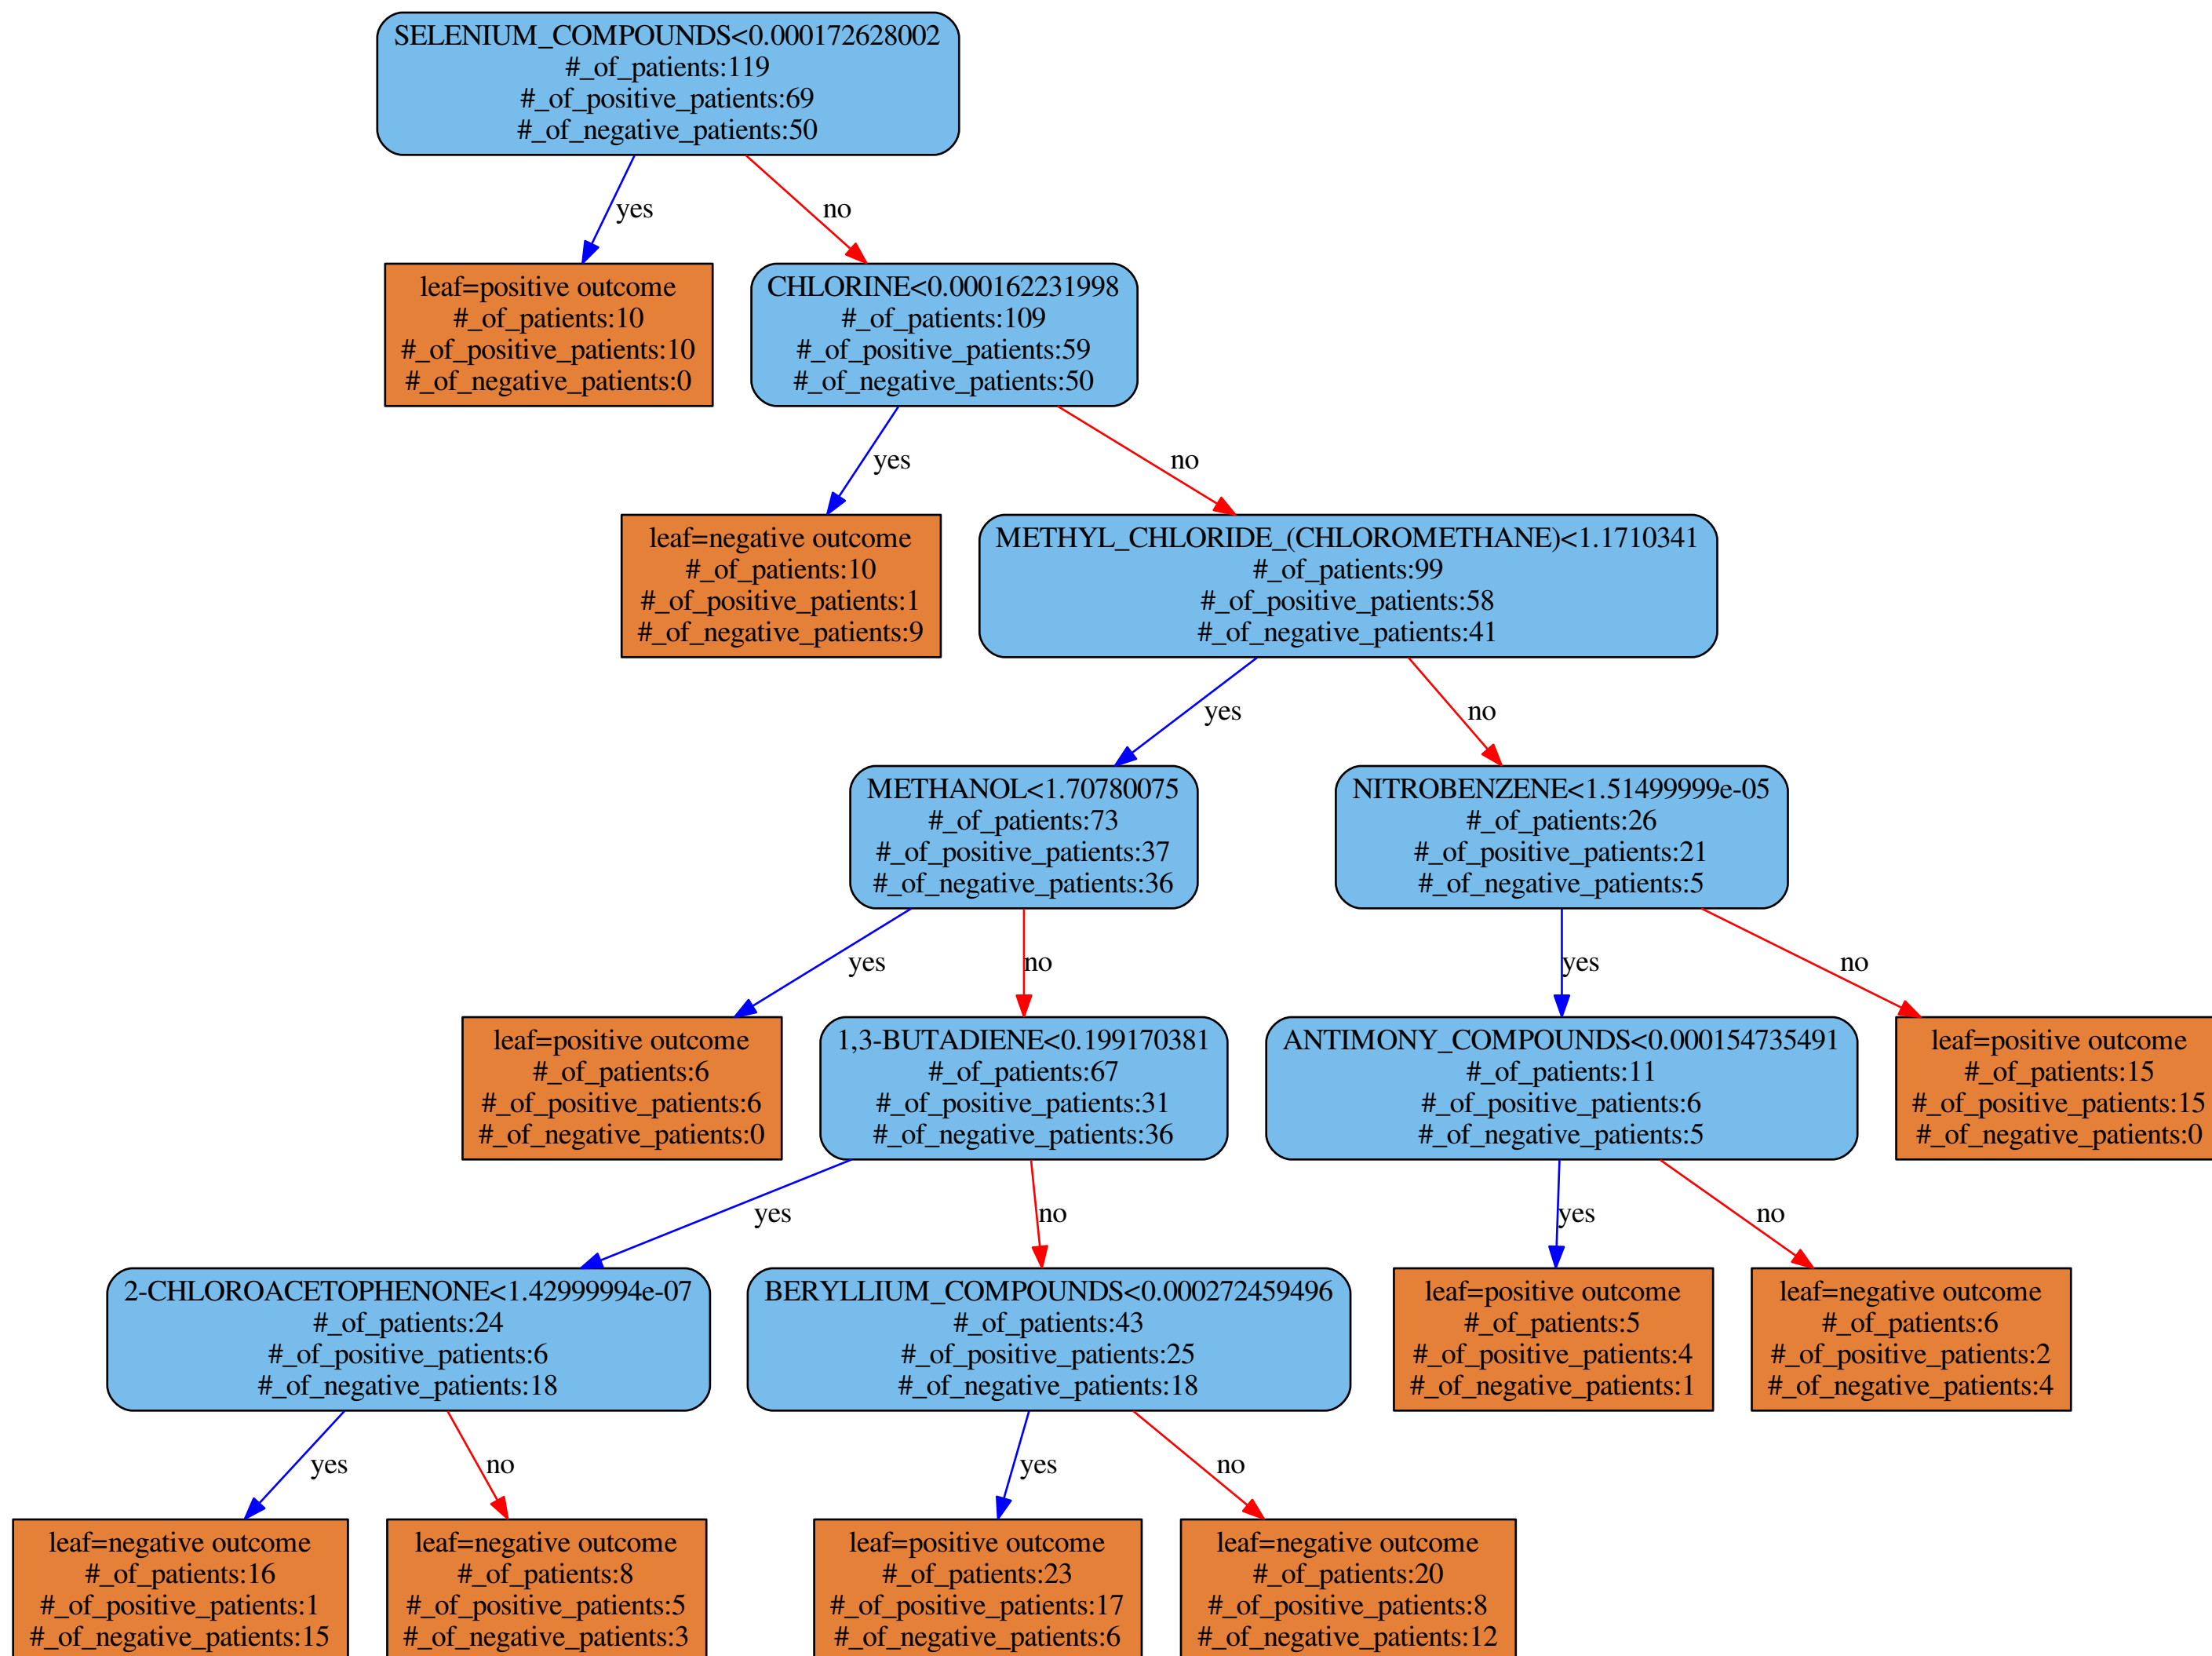 SELENIUM_COMPOUNDS<0.000172628002
#_of_patients:119
#_of_positive_patients:69
#_of_negative_patients:50
yes
no
leaf=positive outcome
#_of_patients:10
#_of_positive_patients:10
#_of_negative_patients:0
CHLORINE<0.000162231998
#_of_patients:109
#_of_positive_patients:59
#_of_negative_patients:50
yes
no
leaf=negative outcome
#_of_patients:10
#_of_positive_patients:1
#_of_negative_patients:9
METHYL_CHLORIDE_(CHLOROMETHANE)<1.1710341
#_of_patients:99
#_of_positive_patients:58
#_of_negative_patients:41
yes
no
METHANOL<1.70780075
#_of_patients:73
#_of_positive_patients:37
#_of_negative_patients:36
NITROBENZENE<1.51499999e-05
#_of_patients:26
#_of_positive_patients:21
#_of_negative_patients:5
yes
no
yes
no
leaf=positive outcome
#_of_patients:6
#_of_positive_patients:6
#_of_negative_patients:0
1,3-BUTADIENE<0.199170381
#_of_patients:67
#_of_positive_patients:31
#_of_negative_patients:36
ANTIMONY_COMPOUNDS<0.000154735491
#_of_patients:11
#_of_positive_patients:6
#_of_negative_patients:5
leaf=positive outcome
#_of_patients:15
#_of_positive_patients:15
#_of_negative_patients:0
yes
no
yes
no
2-CHLOROACETOPHENONE<1.42999994e-07
#_of_patients:24
#_of_positive_patients:6
#_of_negative_patients:18
BERYLLIUM_COMPOUNDS<0.000272459496
#_of_patients:43
#_of_positive_patients:25
#_of_negative_patients:18
leaf=positive outcome
#_of_patients:5
#_of_positive_patients:4
#_of_negative_patients:1
leaf=negative outcome
#_of_patients:6
#_of_positive_patients:2
#_of_negative_patients:4
yes
no
yes
no
leaf=negative outcome
#_of_patients:16
#_of_positive_patients:1
#_of_negative_patients:15
leaf=negative outcome
#_of_patients:8
#_of_positive_patients:5
#_of_negative_patients:3
leaf=positive outcome
#_of_patients:23
#_of_positive_patients:17
#_of_negative_patients:6
leaf=negative outcome
#_of_patients:20
#_of_positive_patients:8
#_of_negative_patients:12